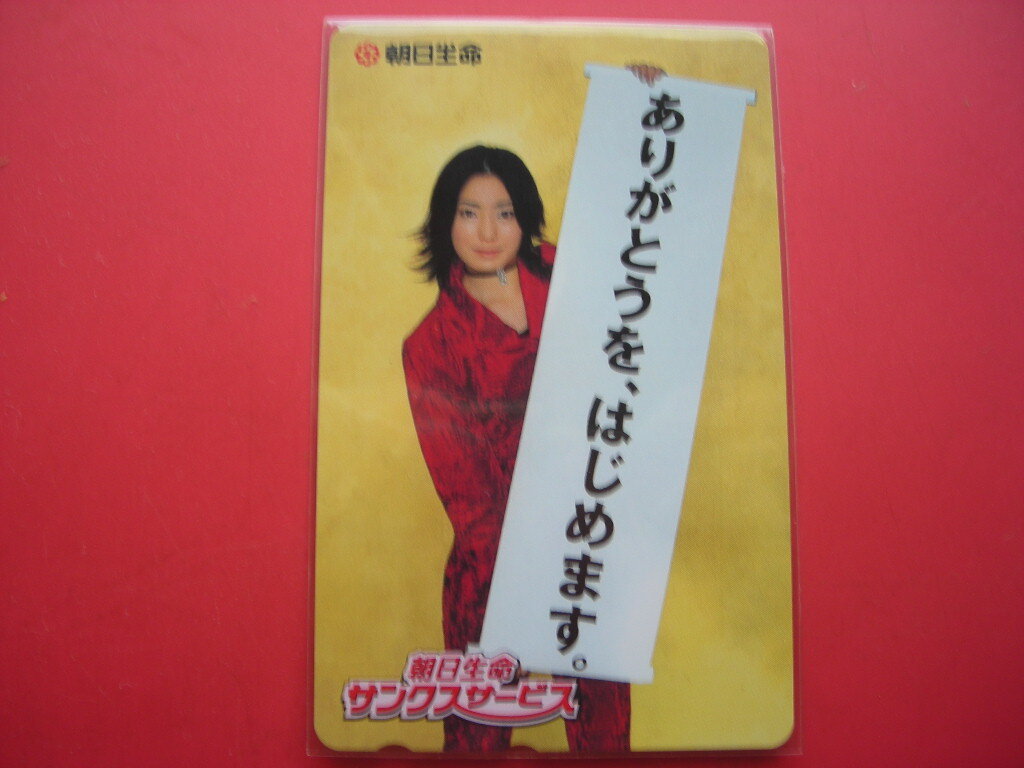 朝日生命
ありがとうを、はじめます。
朝日生命
サンクスサービス